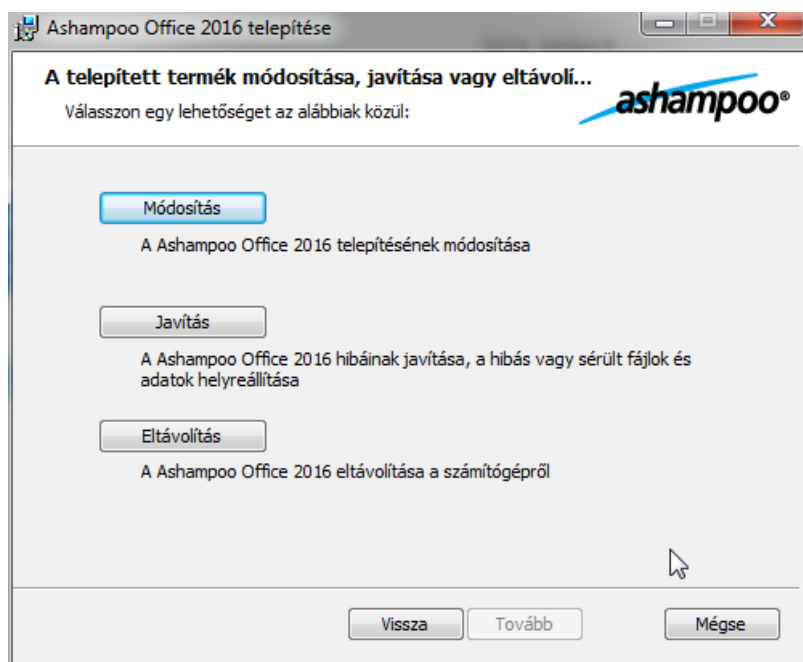 Ashampoo Office 2016 telepítése
A telepített termék módosítása, javítása vagy eltávolí...
Válasszon egy lehetőséget az alábbiak közül:
ashampoo®
Módosítás
A Ashampoo Office 2016 telepítésének módosítása
Javítás
A Ashampoo Office 2016 hibáinak javítása, a hibás vagy sérült fájlok és
adatok helyreállítása
Eltávolítás
A Ashampoo Office 2016 eltávolítása a számítógépről
Vissza
Tovább
Mégse